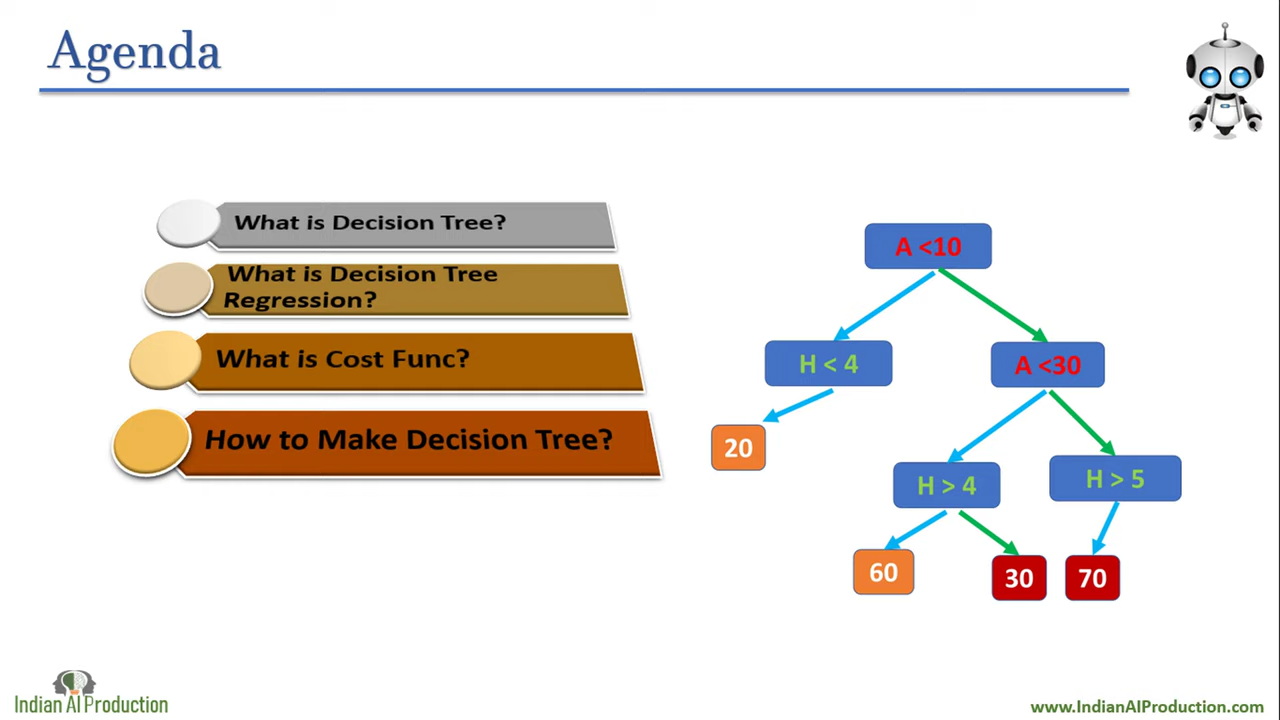 Agenda
What is Decision Tree?
What is Decision Tree
Regression?
What is Cost Func?
How to Make Decision Tree?
A <10
H < 4
A <30
20
H > 4
H > 5
60
30
70
Indian AI Production
www.IndianAIProduction.com